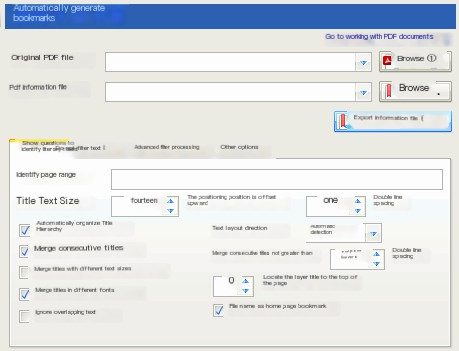 Automatically generate
bookmarks
Go to working with PDF documents
Original PDF file
Browse ①
Pdf information file
Browse .
Export information file (
Show questions to
identify literary
filter text |
Advanced filter processing
Other options
Identify page range
Title Text Size
fourteen
The positioning position is offset
upward
one
Double line
spacing
Automatically organize Title
Hierarchy
Text layout direction
Automatic
detection
Merge consecutive titles
Merge consecutive titles not greater than
Double line
spacing
Merge titles with different text sizes
0
Locate the layer title to the top of
the page
Merge titles in different fonts
File name as home page bookmark
Ignore overlapping text